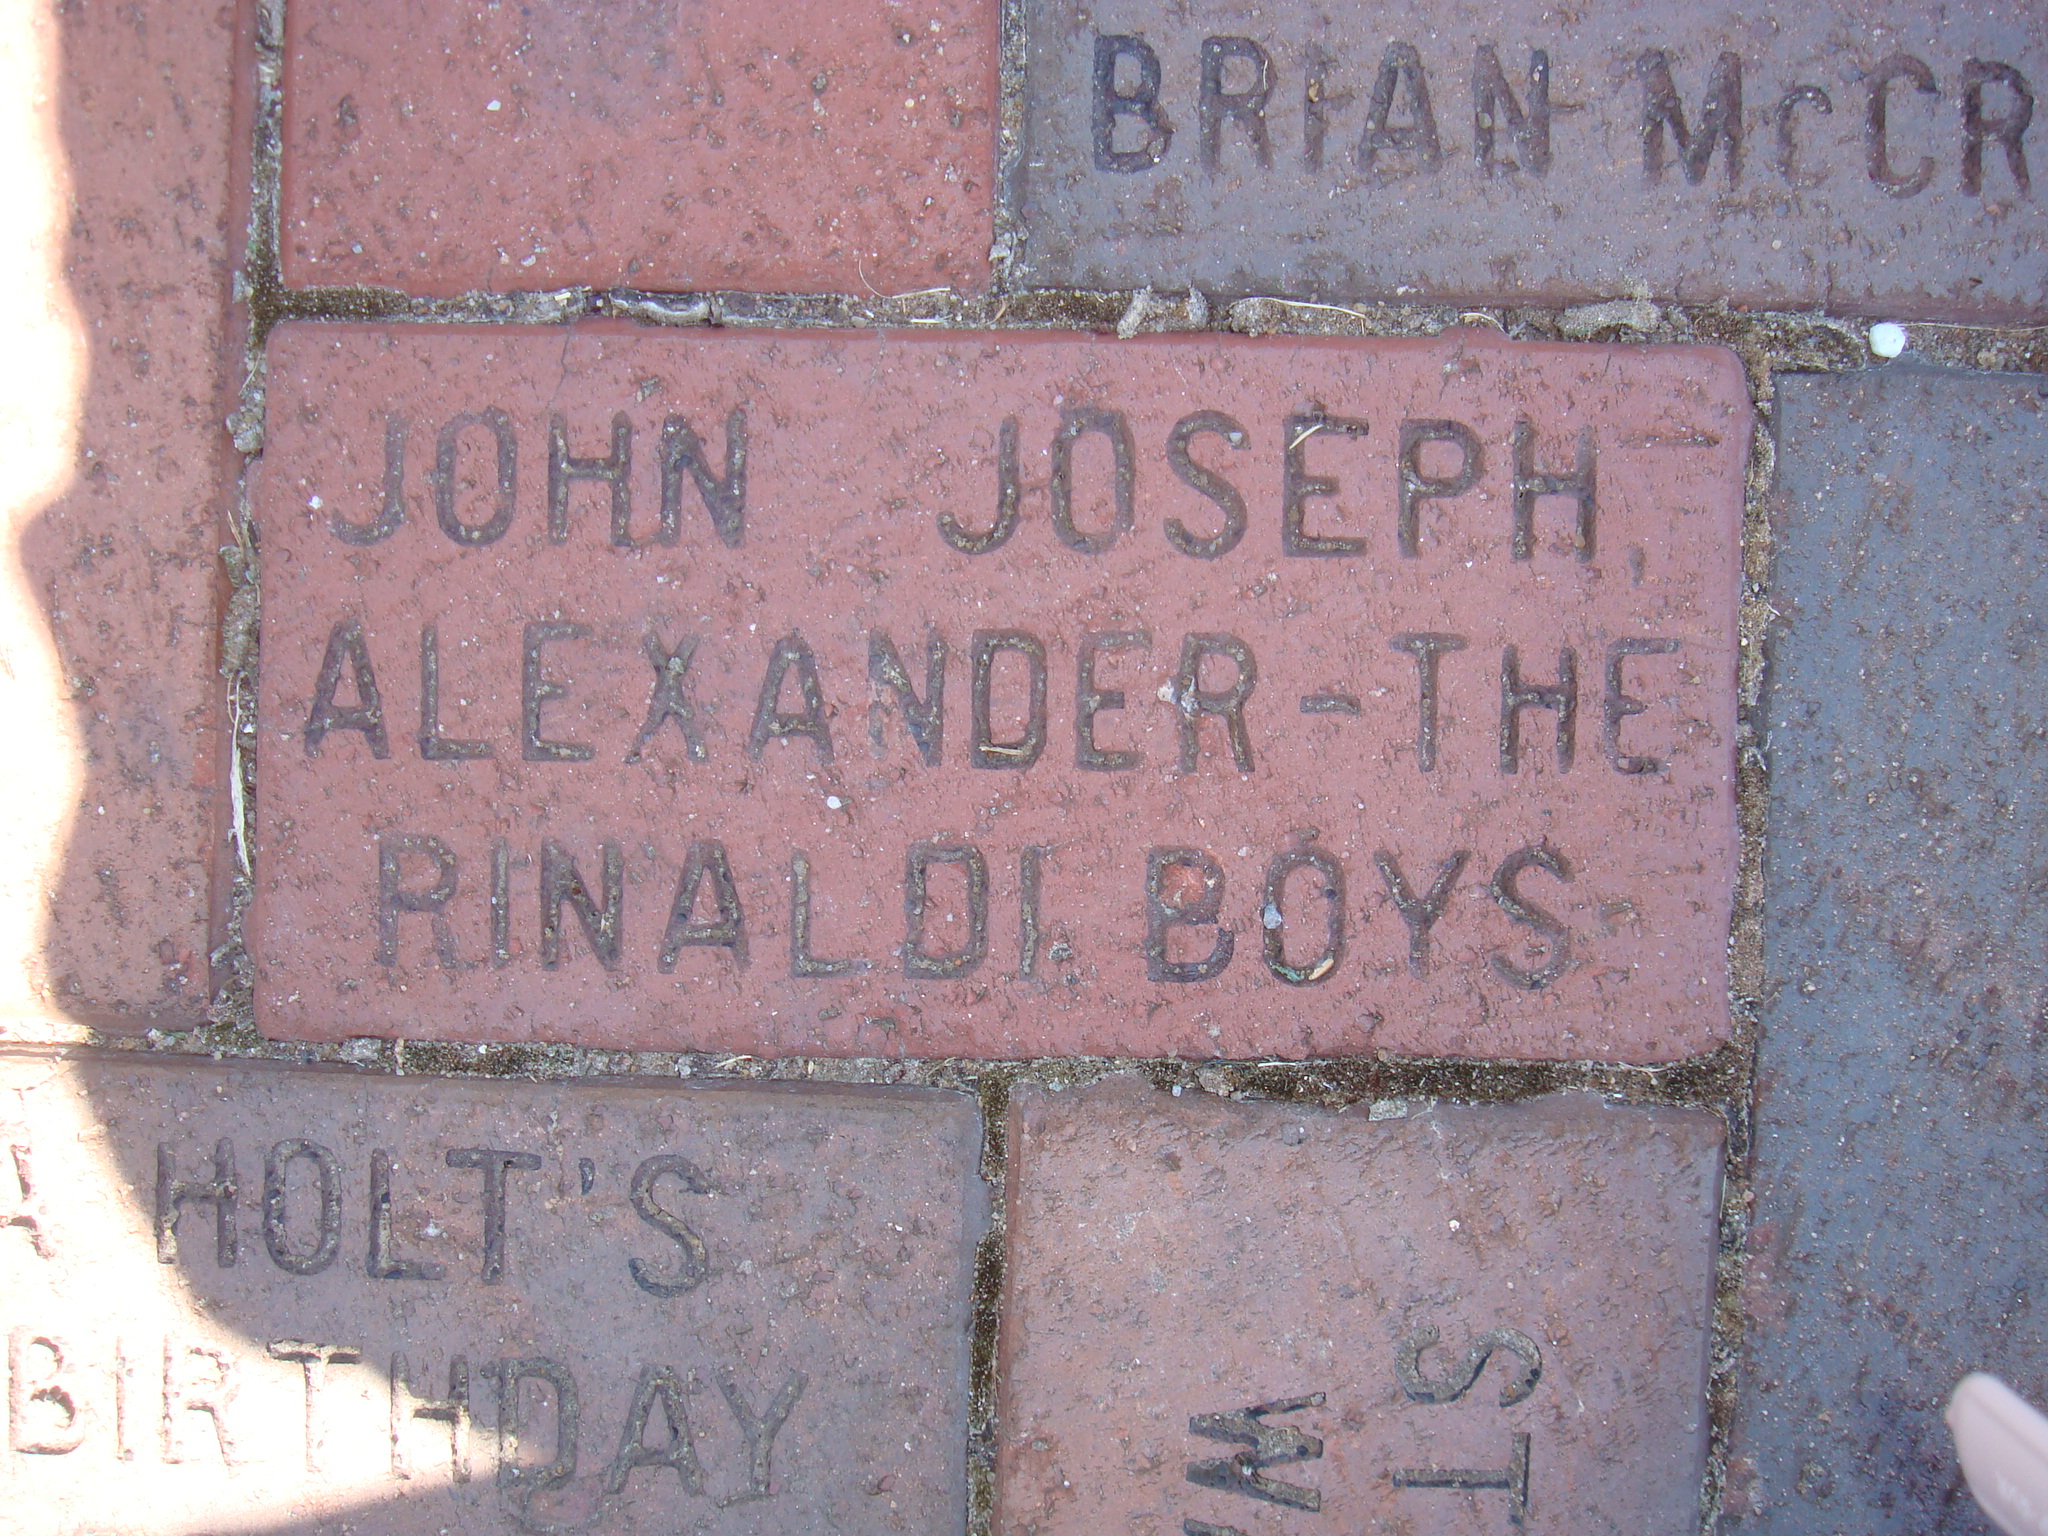 BRIAN McCR
JOHN JOSEPH,
ALEXANDER - THE
RINALDI BOYS
HOLT'S
BIRTHDAY